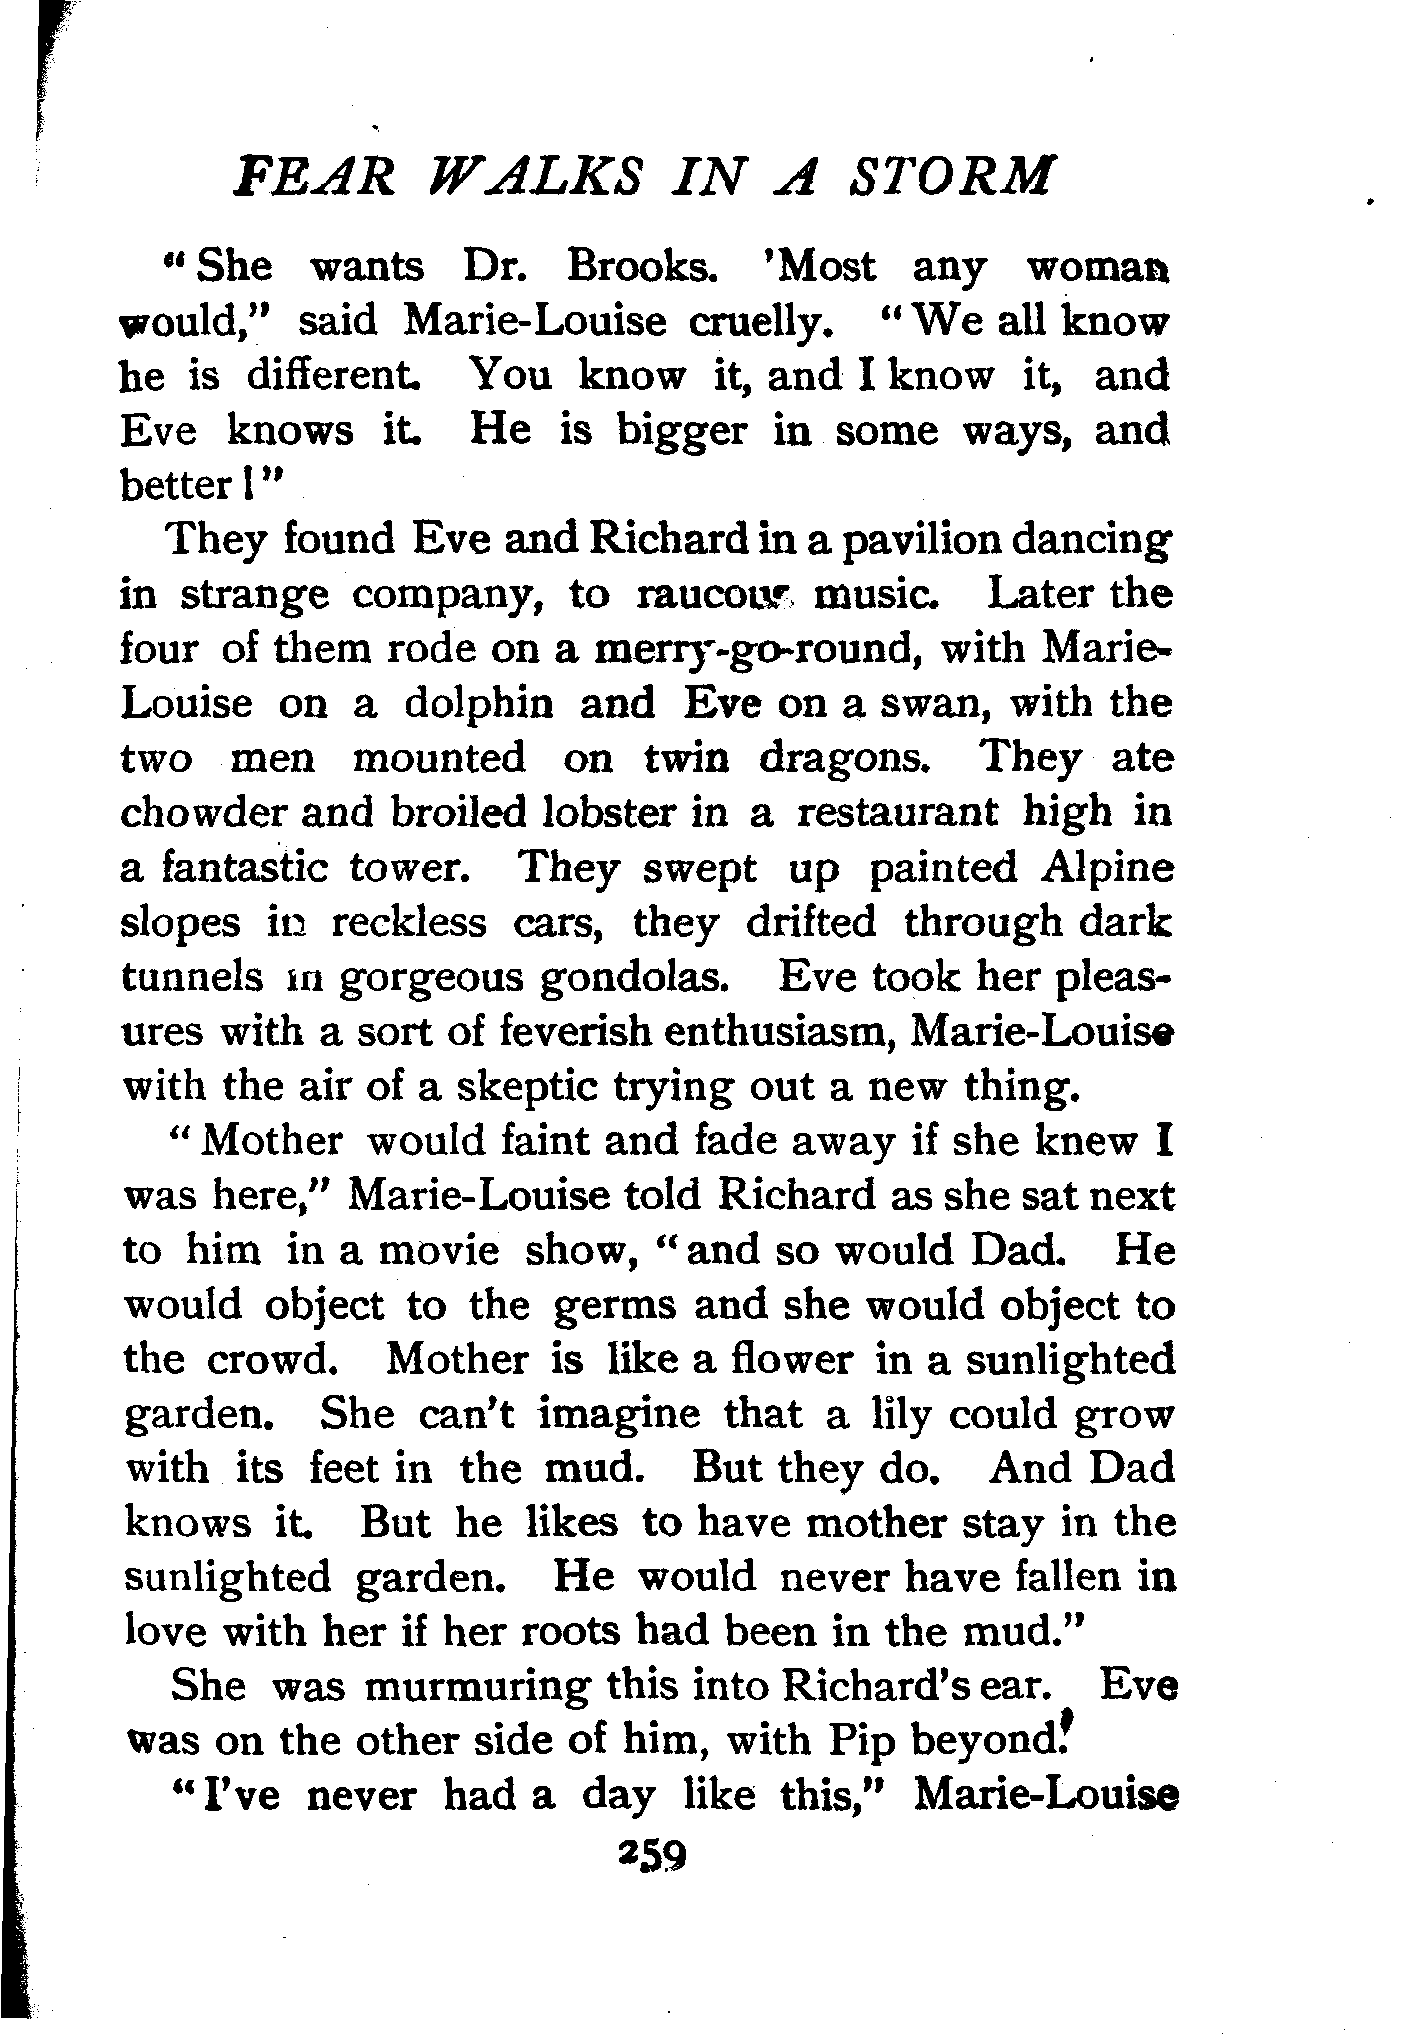 FEAR WALKS IN A STORM
"She wants Dr. Brooks. 'Most any woman
would," said Marie-Louise cruelly. "We all know
he is different. You know it, and I know it, and
Eve knows it. He is bigger in some ways, and
better!"
They found Eve and Richard in a pavilion dancing
in strange company, to raucous music. Later the
four of them rode on a merry-go-round, with Marie-
Louise on a dolphin and Eve on a swan, with the
two men mounted on twin dragons. They ate
chowder and broiled lobster in a restaurant high in
a fantastic tower. They swept up painted Alpine
slopes in reckless cars, they drifted through dark
tunnels in gorgeous gondolas. Eve took her pleas-
ures with a sort of feverish enthusiasm, Marie-Louise
with the air of a skeptic trying out a new thing.
"Mother would faint and fade away if she knew I
was here," Marie-Louise told Richard as she sat next
to him in a movie show, "and so would Dad. He
would object to the germs and she would object to
the crowd. Mother is like a flower in a sunlighted
garden. She can't imagine that a lily could grow
with its feet in the mud. But they do. And Dad
knows it. But he likes to have mother stay in the
sunlighted garden. He would never have fallen in
love with her if her roots had been in the mud."
She was murmuring this into Richard's ear. Eve
was on the other side of him, with Pip beyond.
"I've never had a day like this," Marie-Louise
259